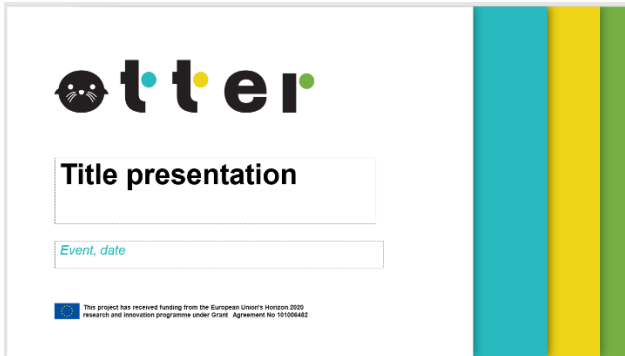 otter
Title presentation
Event, date
This project has received funding from the European Union's Horizon 2020
research and innovation programme under Grant Agreement No 101006482